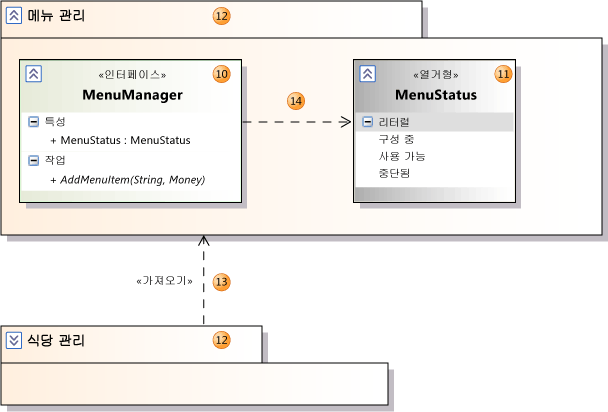 메뉴 관리 12
«인터페이스» 10
MenuManager
특성
+ MenuStatus : MenuStatus
작업
+ AddMenuItem(String, Money)
14
«열거형» 11
MenuStatus
리터럴
구성 중
사용 가능
중단됨
«가져오기» 13
식당 관리 12